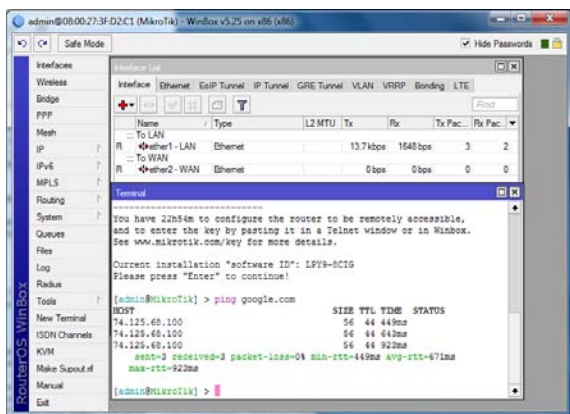 admin@08:00:27:3F:D2:C1 (MikroTik) - WinBox v5.25 on x86 (x86)
Safe Mode
Hide Passwords
Interfaces
Wireless
Bridge
PPP
Mesh
IP
IPv6
MPLS
Routing
System
Queues
Files
Log
Radius
Tools
New Terminal
ISDN Channels
KVM
Make Supout.rif
Manual
Exit
RouterOS WinBox
Interface List
Interface Ethernet EoIP Tunnel IP Tunnel GRE Tunnel VLAN VRRP Bonding LTE
Find
Name Type L2 MTU Tx Rx Tx Pac... Rx Pac...
::: To LAN
R ether1 - LAN Ethernet 13.7 kbps 1648 bps 3 2
::: To WAN
R ether2 - WAN Ethernet 0 bps 0 bps 0 0
Terminal
You have 22h54m to configure the router to be remotely accessible,
and to enter the key by pasting it in a Telnet window or in Winbox.
See www.mikrotik.com/key for more details.
Current installation "software ID": LPY9-8CIG
Please press "Enter" to continue!
[admin@MikroTik] > ping google.com
HOST SIZE TTL TIME STATUS
74.125.68.100 56 44 449ms
74.125.68.100 56 44 643ms
74.125.68.100 56 44 923ms
sent=3 received=3 packet-loss=0% min-rtt=449ms avg-rtt=671ms
max-rtt=923ms
[admin@MikroTik] >